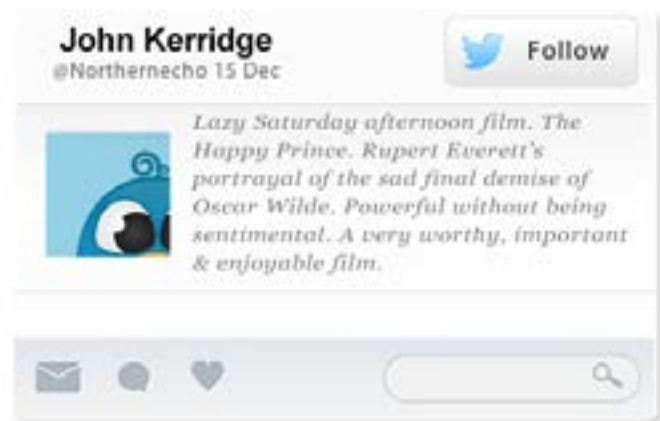 John Kerridge
@Northernecho 15 Dec
Follow
Lazy Saturday afternoon film. The
Happy Prince. Rupert Everett's
portrayal of the sad final demise of
Oscar Wilde. Powerful without being
sentimental. A very worthy, important
& enjoyable film.